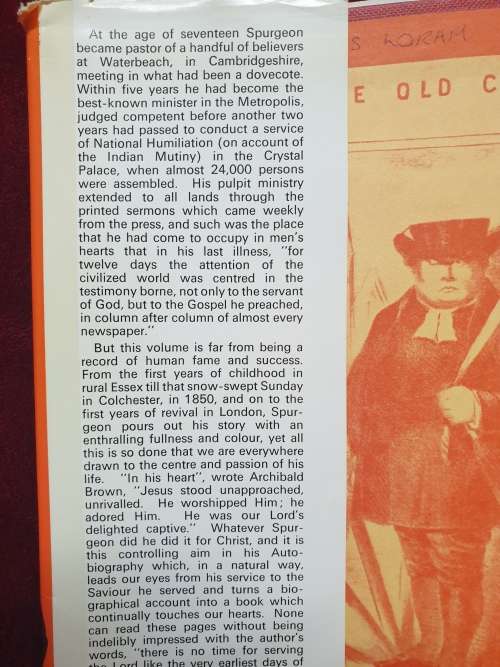 At the age of seventeen Spurgeon
became pastor of a handful of believers
at Waterbeach, in Cambridgeshire,
meeting in what had been a dovecote.
Within five years he had become the
best-known minister in the Metropolis,
judged competent before another two
years had passed to conduct a service
of National Humiliation (on account of
the Indian Mutiny) in the Crystal
Palace, when almost 24,000 persons
were assembled. His pulpit ministry
extended to all lands through the
printed sermons which came weekly
from the press, and such was the place
that he had come to occupy in men's
hearts that in his last illness, "for
twelve days the attention of the
civilized world was centred in the
testimony borne, not only to the servant
of God, but to the Gospel he preached,
in column after column of almost every
newspaper."
But this volume is far from being a
record of human fame and success.
From the first years of childhood in
rural Essex till that snow-swept Sunday
in Colchester, in 1850, and on to the
first years of revival in London, Spur-
geon pours out his story with an
enthralling fullness and colour, yet all
this is so done that we are everywhere
drawn to the centre and passion of his
life. "In his heart", wrote Archibald
Brown, "Jesus stood unapproached,
unrivalled. He worshipped Him; he
adored Him. He was our Lord's
delighted captive." Whatever Spur-
geon did he did it for Christ, and it is
this controlling aim in his Auto-
biography which, in a natural way,
leads our eyes from his service to the
Saviour he served and turns a bio-
graphical account into a book which
continually touches our hearts. None
can read these pages without being
indelibly impressed with the author's
words, "there is no time for serving
the Lord like the very earliest days of
S LORAM
E OLD C